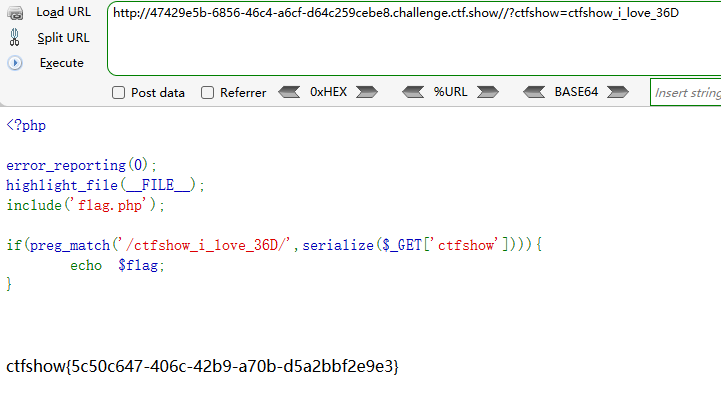 Load URL
http://47429e5b-6856-46c4-a6cf-d64c259cebe8.challenge.ctf.show//?ctfshow=ctfshow_i_love_36D
Split URL
Execute
Post data Referrer 0xHEX %URL BASE64 Insert string
<?php
error_reporting(0);
highlight_file(__FILE__);
include('flag.php');
if(preg_match('/ctfshow_i_love_36D/',serialize($_GET['ctfshow']))){
echo $flag;
}
ctfshow{5c50c647-406c-42b9-a70b-d5a2bbf2e9e3}